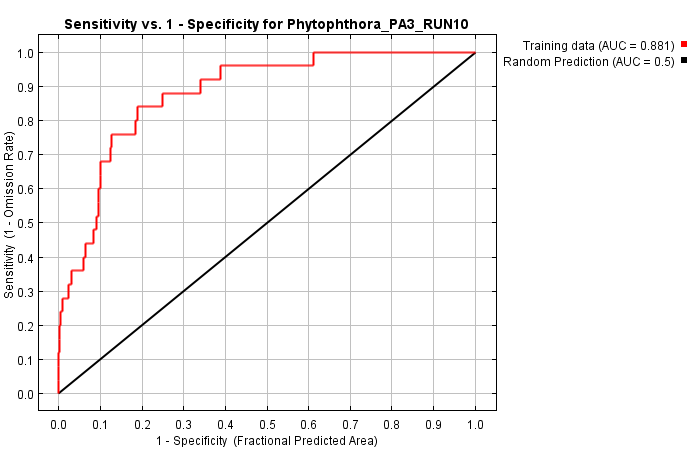 Sensitivity vs. 1 - Specificity for Phytophthora_PA3_RUN10
Training data (AUC = 0.881)
Random Prediction (AUC = 0.5)
Sensitivity (1 - Omission Rate)
1.0
0.9
0.8
0.7
0.6
0.5
0.4
0.3
0.2
0.1
0.0
0.0 0.1 0.2 0.3 0.4 0.5 0.6 0.7 0.8 0.9 1.0
1 - Specificity (Fractional Predicted Area)